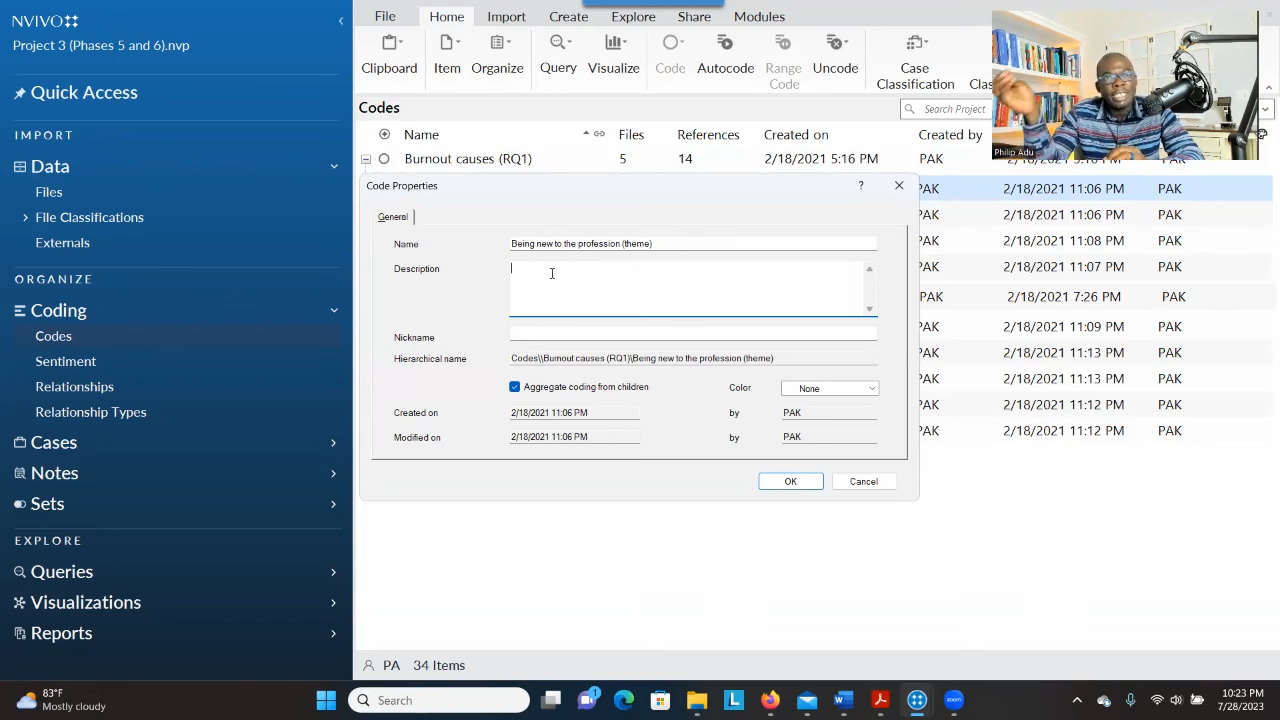 NVIVO
Project 3 (Phases 5 and 6).nvp
Quick Access
IMPORT
Data
Files
File Classifications
Externals
ORGANIZE
Coding
Codes
Sentiment
Relationships
Relationship Types
Cases
Notes
Sets
EXPLORE
Queries
Visualizations
Reports
File Home Import Create Explore Share Modules
Clipboard Item Organize Query Visualize Code Autocode Range Code Uncode Case Classification
Codes
Search Project
Name Files References Created on Created by
Burnout causes (RQ1) 5 14 2/18/2021 5:16 PM PAK
PAK 2/18/2021 11:06 PM PAK
PAK 2/18/2021 11:06 PM PAK
PAK 2/18/2021 11:08 PM PAK
PAK 2/18/2021 11:07 PM PAK
PAK 2/18/2021 7:26 PM PAK
PAK 2/18/2021 11:09 PM PAK
PAK 2/18/2021 11:13 PM PAK
PAK 2/18/2021 11:13 PM PAK
PAK 2/18/2021 11:12 PM PAK
PAK 2/18/2021 11:12 PM PAK
Code Properties ?
General
Name Being new to the profession (theme)
Description
Nickname
Hierarchical name Codes\\Burnout causes (RQ1)\Being new to the profession (theme)
Aggregate coding from children Color None
Created on 2/18/2021 11:06 PM by PAK
Modified on 2/18/2021 11:06 PM by PAK
OK Cancel
Philip Adu
PA 34 Items
83°F
Mostly cloudy
Search
1
L
10:23 PM
7/28/2023